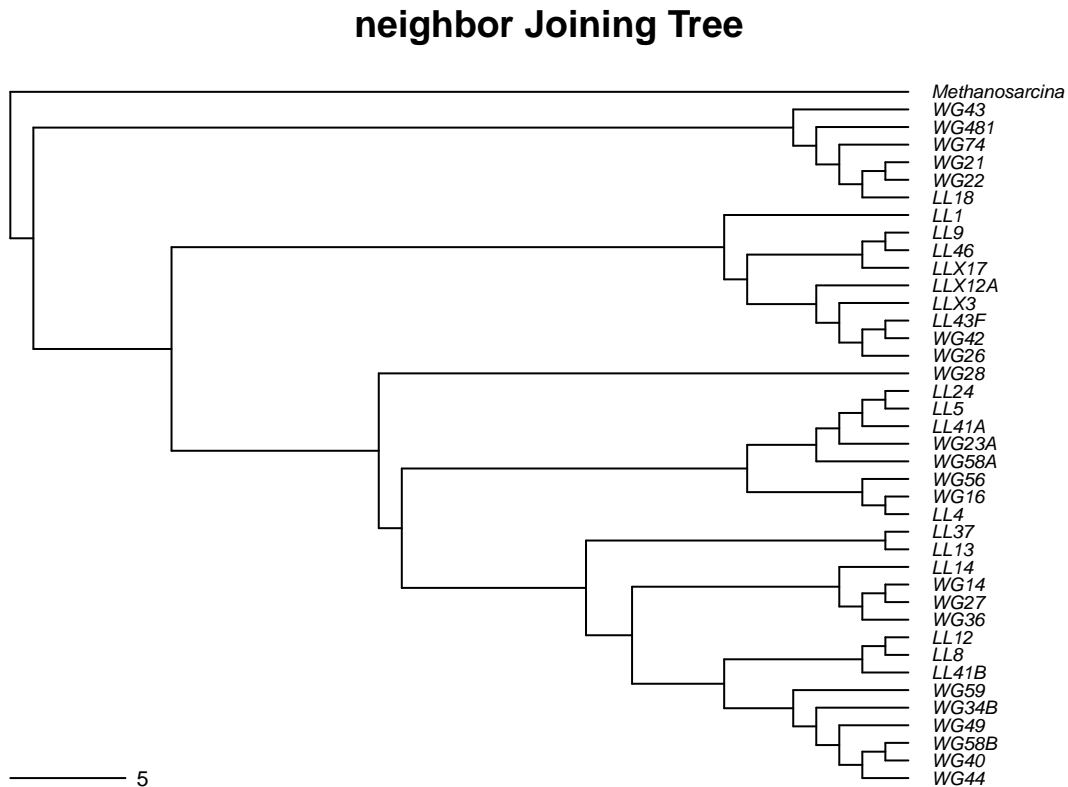 neighbor Joining Tree
Methanosarcina
WG43
WG481
WG74
WG21
WG22
LL18
LL1
LL9
LL46
LLX17
LLX12A
LLX3
LL43F
WG42
WG26
WG28
LL24
LL5
LL41A
WG23A
WG58A
WG56
WG16
LL4
LL37
LL13
LL14
WG14
WG27
WG36
LL12
LL8
LL41B
WG59
WG34B
WG49
WG58B
WG40
WG44
5